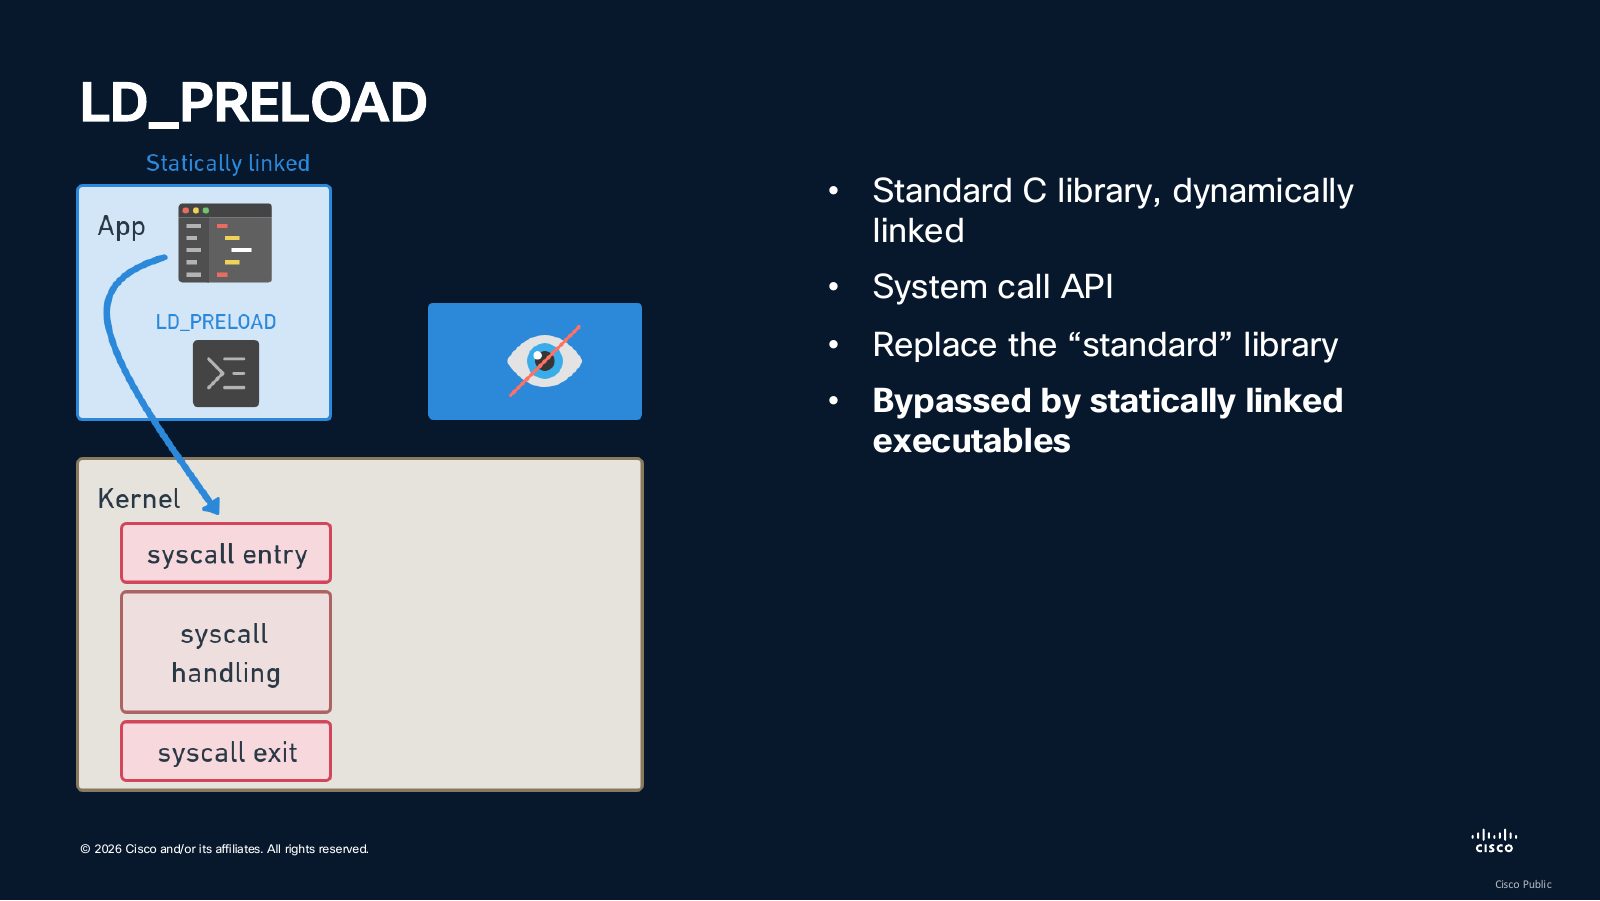 LD_PRELOAD
Statically linked
App
LD_PRELOAD
Kernel
syscall entry
syscall
handling
syscall exit
• Standard C library, dynamically
linked
• System call API
• Replace the “standard” library
• Bypassed by statically linked
executables
© 2026 Cisco and/or its affiliates. All rights reserved.
CISCO
Cisco Public